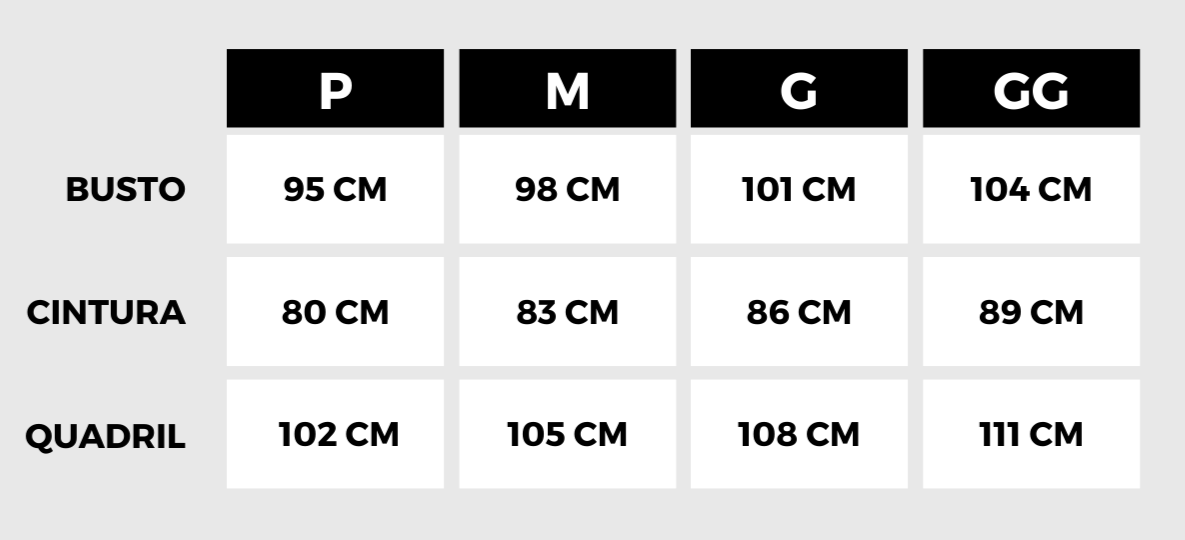 P M G GG
BUSTO 95 CM 98 CM 101 CM 104 CM
CINTURA 80 CM 83 CM 86 CM 89 CM
QUADRIL 102 CM 105 CM 108 CM 111 CM